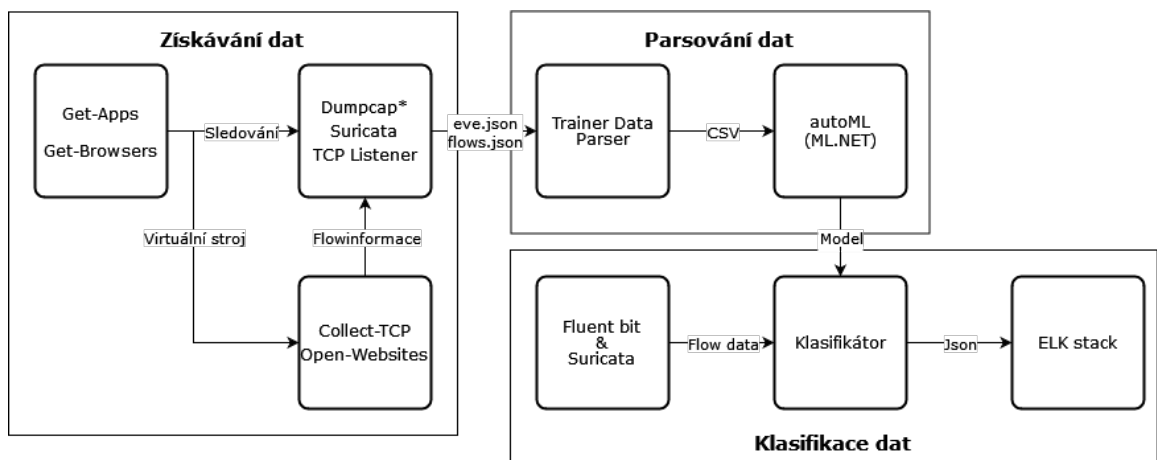 Získávání dat
Get-Apps
Get-Browsers
Sledování
Dumpcap*
Suricata
TCP Listener
Virtuální stroj
Flowinformace
Collect-TCP
Open-Websites
eve.json
flows.json
Parsování dat
Trainer Data
Parser
CSV
autoML
(ML.NET)
Model
Fluent bit
&
Suricata
Flow data
Klasifikátor
Json
ELK stack
Klasifikace dat